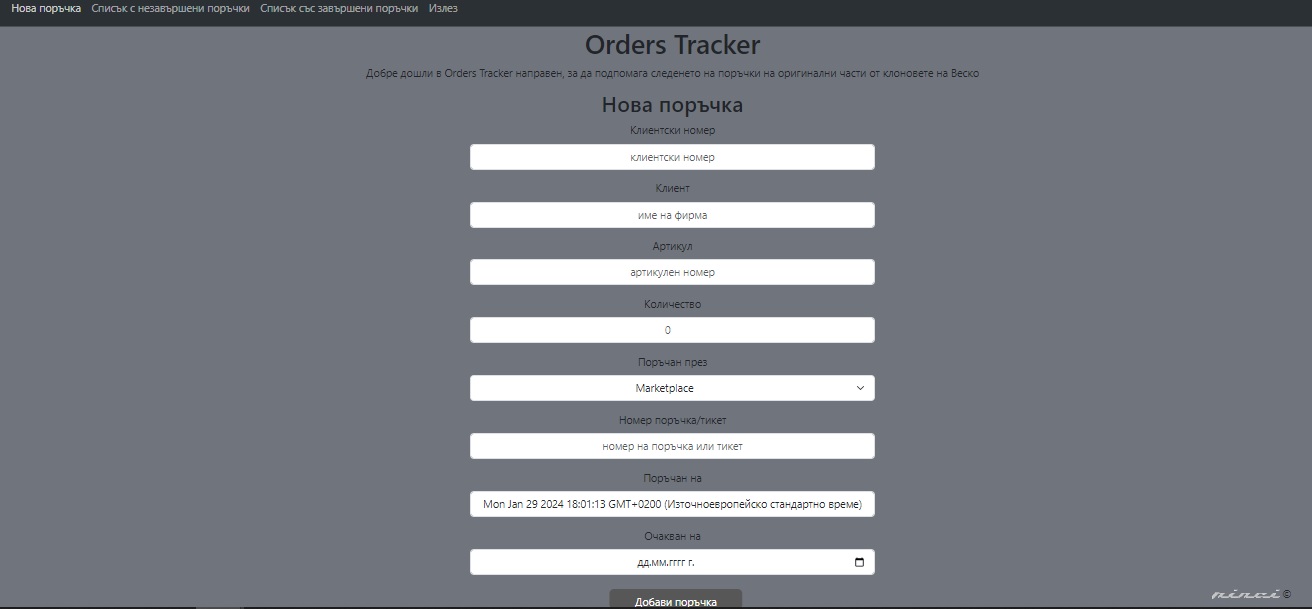 Нова поръчка Списък с незавършени поръчки Списък със завършени поръчки Излез
Orders Tracker
Добре дошли в Orders Tracker направен, за да подпомага следенето на поръчки на оригинални части от клоновете на Веско
Нова поръчка
Клиентски номер
клиентски номер
Клиент
име на фирма
Артикул
артикулен номер
Количество
0
Поръчан през
Marketplace
Номер поръчка/тикет
номер на поръчка или тикет
Поръчан на
Mon Jan 29 2024 18:01:13 GMT+0200 (Източноевропейско стандартно време)
Очакван на
дд.мм.гггг г.
Добави поръчка
©